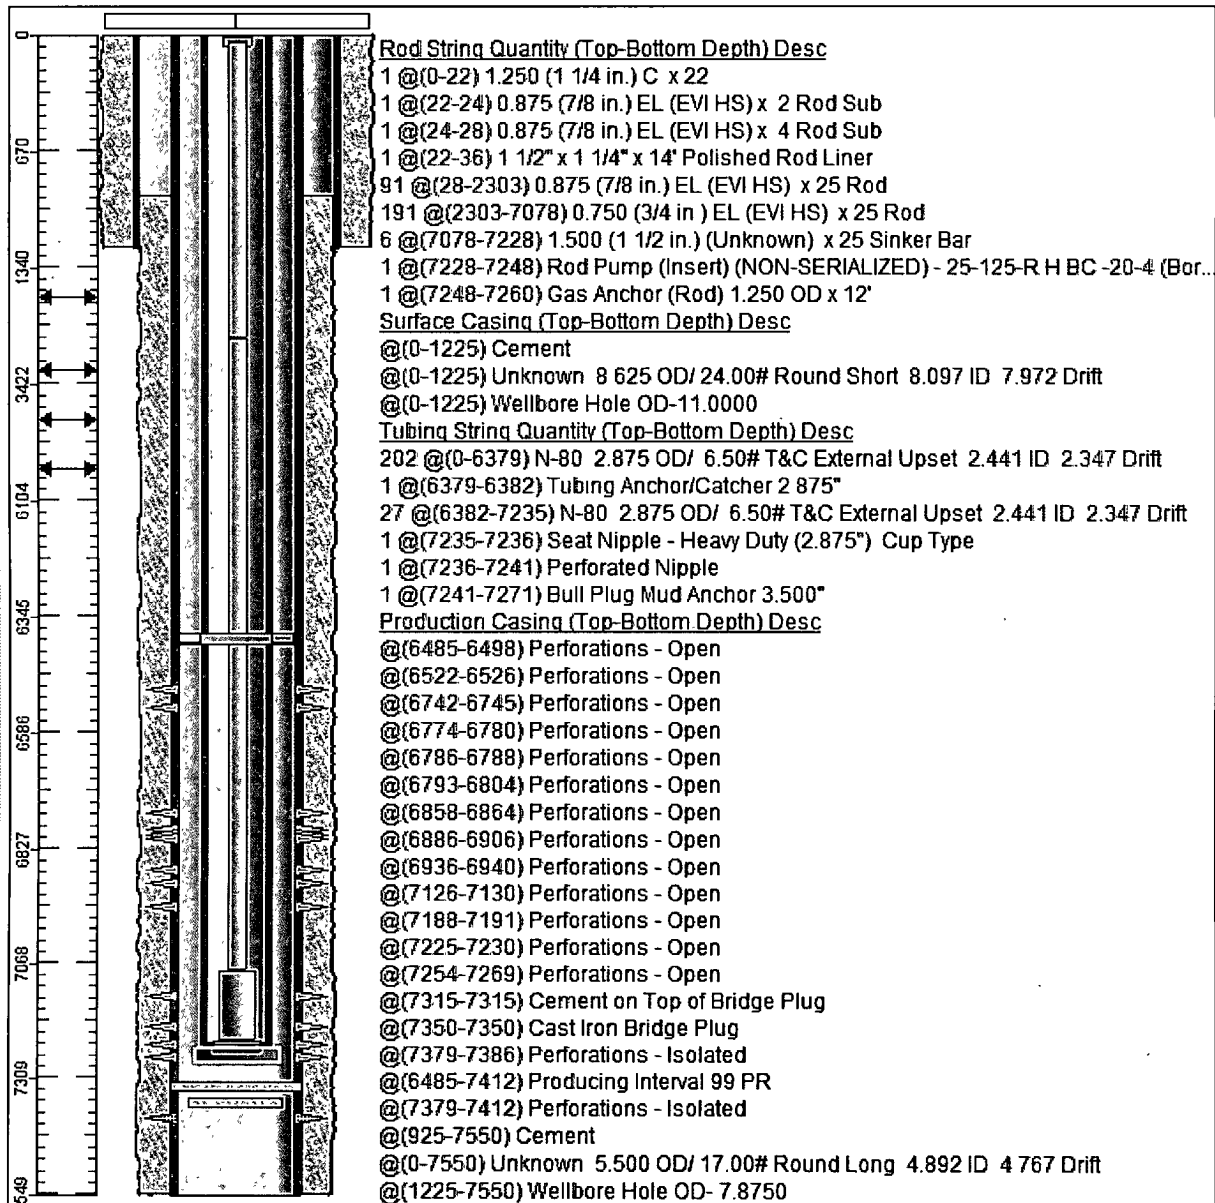 0
670
1340
3422
6104
6345
6586
6827
7068
7309
549
Rod String Quantity (Top-Bottom Depth) Desc
1 @(0-22) 1.250 (1 1/4 in.) C x 22
1 @(22-24) 0.875 (7/8 in.) EL (EVI HS) x 2 Rod Sub
1 @(24-28) 0.875 (7/8 in.) EL (EVI HS) x 4 Rod Sub
1 @(22-36) 1 1/2" x 1 1/4" x 14' Polished Rod Liner
91 @(28-2303) 0.875 (7/8 in.) EL (EVI HS) x 25 Rod
191 @(2303-7078) 0.750 (3/4 in ) EL (EVI HS) x 25 Rod
6 @(7078-7228) 1.500 (1 1/2 in.) (Unknown) x 25 Sinker Bar
1 @(7228-7248) Rod Pump (Insert) (NON-SERIALIZED) - 25-125-R H BC -20-4 (Bor...
1 @(7248-7260) Gas Anchor (Rod) 1.250 OD x 12'
Surface Casing (Top-Bottom Depth) Desc
@(0-1225) Cement
@(0-1225) Unknown 8 625 OD/ 24.00# Round Short 8.097 ID 7.972 Drift
@(0-1225) Wellbore Hole OD-11.0000
Tubing String Quantity (Top-Bottom Depth) Desc
202 @(0-6379) N-80 2.875 OD/ 6.50# T&C External Upset 2.441 ID 2.347 Drift
1 @(6379-6382) Tubing Anchor/Catcher 2 875"
27 @(6382-7235) N-80 2.875 OD/ 6.50# T&C External Upset 2.441 ID 2.347 Drift
1 @(7235-7236) Seat Nipple - Heavy Duty (2.875") Cup Type
1 @(7236-7241) Perforated Nipple
1 @(7241-7271) Bull Plug Mud Anchor 3.500"
Production Casing (Top-Bottom Depth) Desc
@(6485-6498) Perforations - Open
@(6522-6526) Perforations - Open
@(6742-6745) Perforations - Open
@(6774-6780) Perforations - Open
@(6786-6788) Perforations - Open
@(6793-6804) Perforations - Open
@(6858-6864) Perforations - Open
@(6886-6906) Perforations - Open
@(6936-6940) Perforations - Open
@(7126-7130) Perforations - Open
@(7188-7191) Perforations - Open
@(7225-7230) Perforations - Open
@(7254-7269) Perforations - Open
@(7315-7315) Cement on Top of Bridge Plug
@(7350-7350) Cast Iron Bridge Plug
@(7379-7386) Perforations - Isolated
@(6485-7412) Producing Interval 99 PR
@(7379-7412) Perforations - Isolated
@(925-7550) Cement
@(0-7550) Unknown 5.500 OD/ 17.00# Round Long 4.892 ID 4 767 Drift
@(1225-7550) Wellbore Hole OD- 7.8750